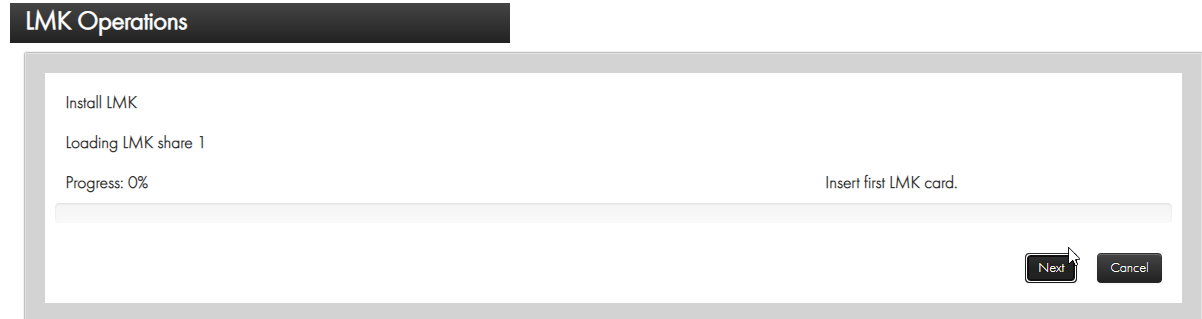 LMK Operations
Install LMK
Loading LMK share 1
Progress: 0%
Insert first LMK card.
Next
Cancel